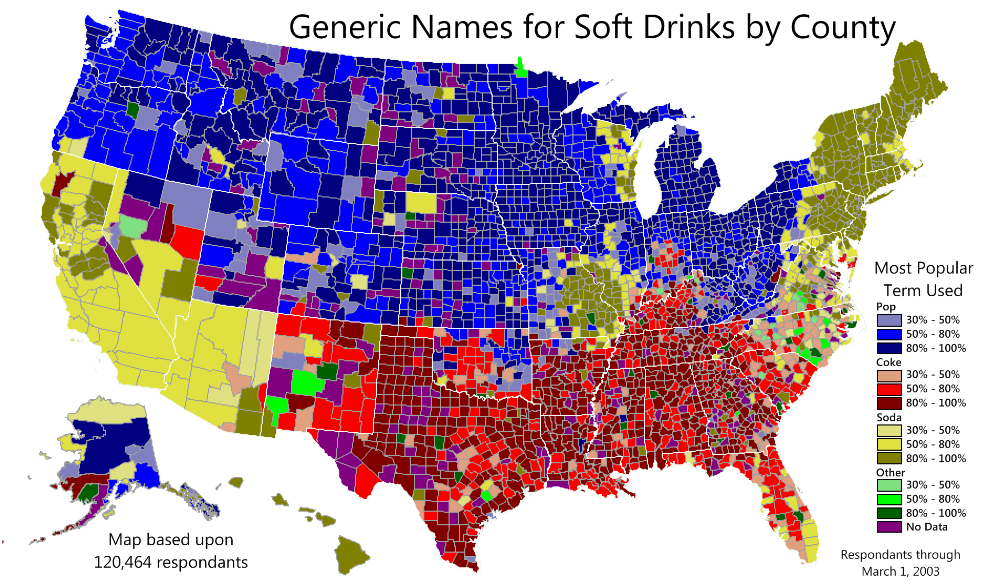 Generic Names for Soft Drinks by County
Most Popular
Term Used
Pop
30% - 50%
50% - 80%
80% - 100%
Coke
30% - 50%
50% - 80%
80% - 100%
Soda
30% - 50%
50% - 80%
80% - 100%
Other
30% - 50%
50% - 80%
80% - 100%
No Data
Map based upon
120,464 respondants
Respondants through
March 1, 2003